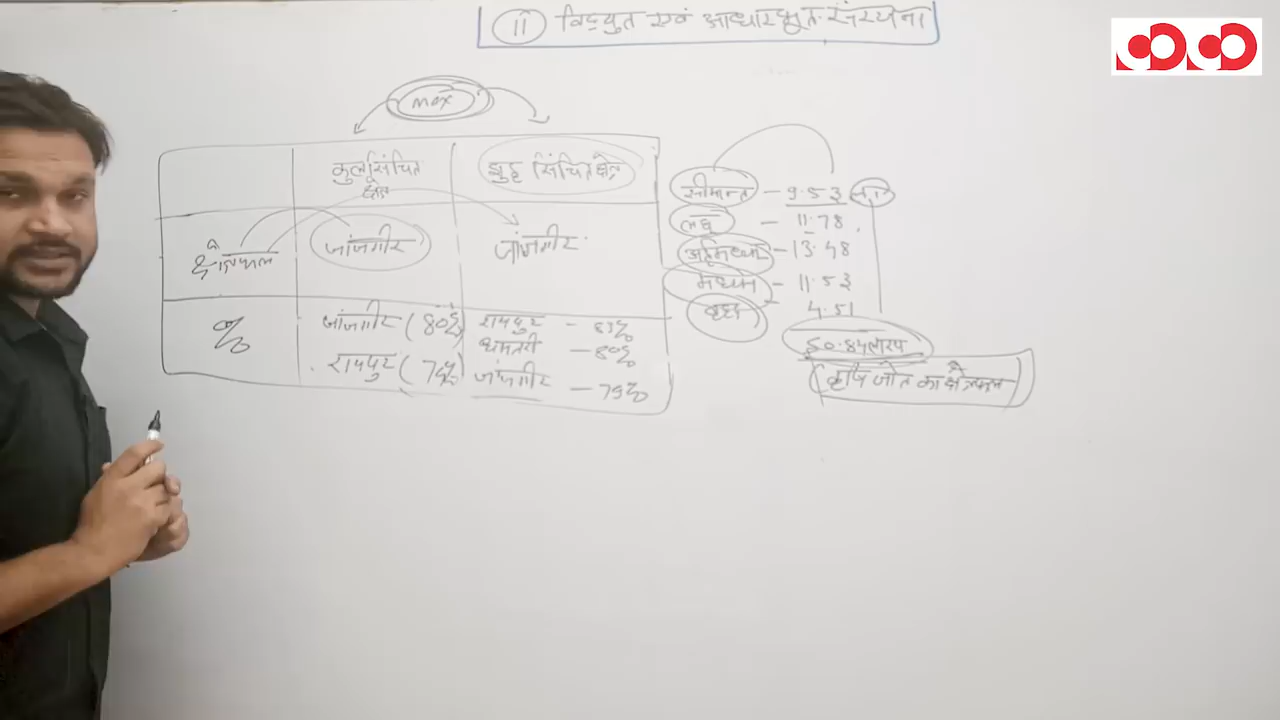 11 विद्युत एवं आधारभूत संरचना
max
कुल सिंचित क्षेत्र
शुद्ध सिंचित क्षेत्र
क्षेत्रफल
जांजगीर
जांजगीर
%
जांजगीर (80%)
रायपुर (74%)
रायपुर - 83%
धमतरी - 80%
जांजगीर - 79%
सीमान्त - 9.53
लघु - 11.78
अर्द्धमध्यम - 13.48
मध्यम - 11.53
वृहद 4.51
50.84 लाख
कृषि जोत का क्षेत्रफल